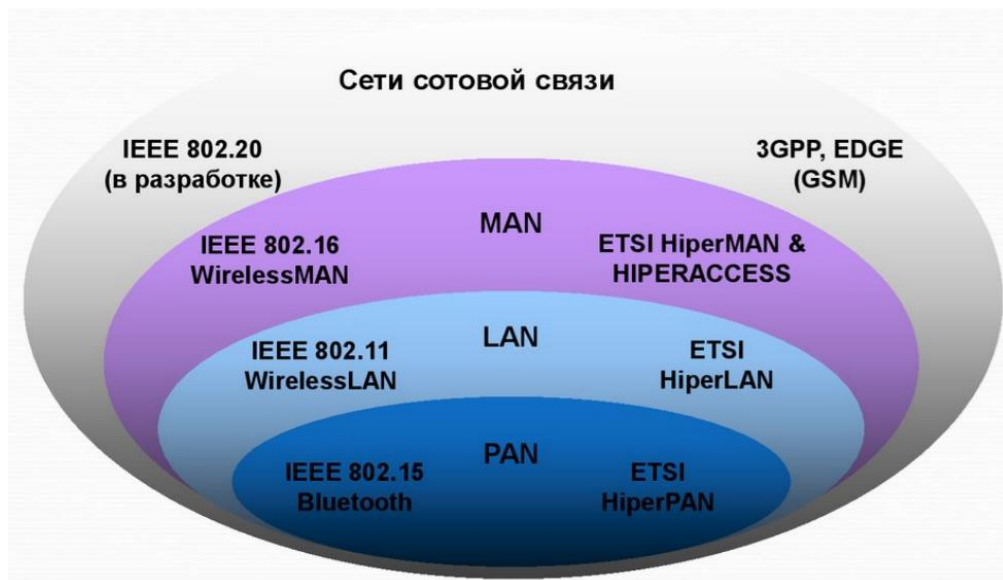 Сети сотовой связи
IEEE 802.20
(в разработке)
3GPP, EDGE
(GSM)
MAN
IEEE 802.16
WirelessMAN
ETSI HiperMAN &
HIPERACCESS
LAN
IEEE 802.11
WirelessLAN
ETSI
HiperLAN
PAN
IEEE 802.15
Bluetooth
ETSI
HiperPAN